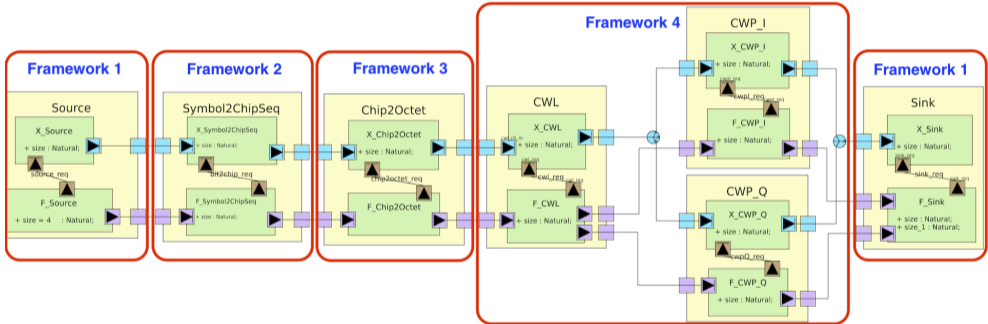 Framework 1
Source
X_Source
+ size : Natural;
source_req
F_Source
+ size = 4 : Natural;
Framework 2
Symbol2ChipSeq
X_Symbol2ChipSeq
+ size : Natural;
bit2chip_req
F_Symbol2ChipSeq
+ size : Natural;
Framework 3
Chip2Octet
X_Chip2Octet
+ size : Natural;
chip2octet_req
F_Chip2Octet
+ size : Natural;
Framework 4
CWL
X_CWL
+ size : Natural;
cwl_req
F_CWL
+ size : Natural;
CWP_I
X_CWP_I
+ size : Natural;
cwpI_req
F_CWP_I
+ size : Natural;
CWP_Q
X_CWP_Q
+ size : Natural;
cwpQ_req
F_CWP_Q
+ size : Natural;
Framework 1
Sink
X_Sink
+ size : Natural;
sink_req
F_Sink
+ size : Natural;
+ size_1 : Natural;